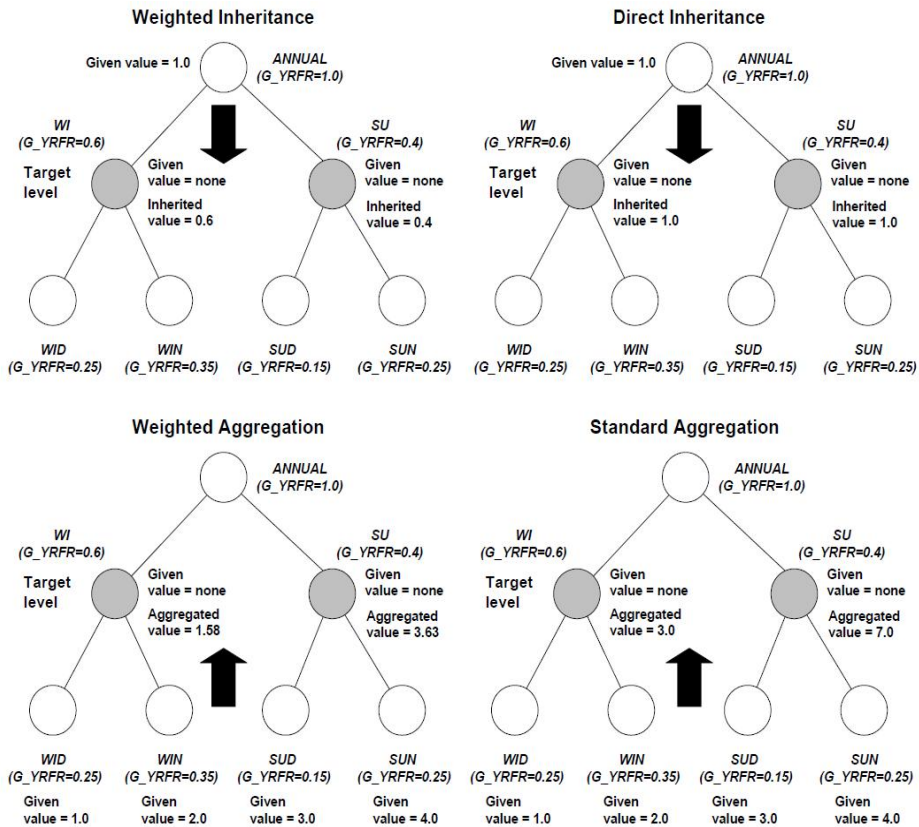 Weighted Inheritance
Given value = 1.0
ANNUAL
(G_YRFR=1.0)
WI
(G_YRFR=0.6)
SU
(G_YRFR=0.4)
Target
level
Given
value = none
Inherited
value = 0.6
Given
value = none
Inherited
value = 0.4
WID
(G_YRFR=0.25)
WIN
(G_YRFR=0.35)
SUD
(G_YRFR=0.15)
SUN
(G_YRFR=0.25)
Direct Inheritance
Given value = 1.0
ANNUAL
(G_YRFR=1.0)
WI
(G_YRFR=0.6)
SU
(G_YRFR=0.4)
Target
level
Given
value = none
Inherited
value = 1.0
Given
value = none
Inherited
value = 1.0
WID
(G_YRFR=0.25)
WIN
(G_YRFR=0.35)
SUD
(G_YRFR=0.15)
SUN
(G_YRFR=0.25)
Weighted Aggregation
ANNUAL
(G_YRFR=1.0)
WI
(G_YRFR=0.6)
SU
(G_YRFR=0.4)
Target
level
Given
value = none
Aggregated
value = 1.58
Given
value = none
Aggregated
value = 3.63
WID
(G_YRFR=0.25)
Given
value = 1.0
WIN
(G_YRFR=0.35)
Given
value = 2.0
SUD
(G_YRFR=0.15)
Given
value = 3.0
SUN
(G_YRFR=0.25)
Given
value = 4.0
Standard Aggregation
ANNUAL
(G_YRFR=1.0)
WI
(G_YRFR=0.6)
SU
(G_YRFR=0.4)
Target
level
Given
value = none
Aggregated
value = 3.0
Given
value = none
Aggregated
value = 7.0
WID
(G_YRFR=0.25)
Given
value = 1.0
WIN
(G_YRFR=0.35)
Given
value = 2.0
SUD
(G_YRFR=0.15)
Given
value = 3.0
SUN
(G_YRFR=0.25)
Given
value = 4.0